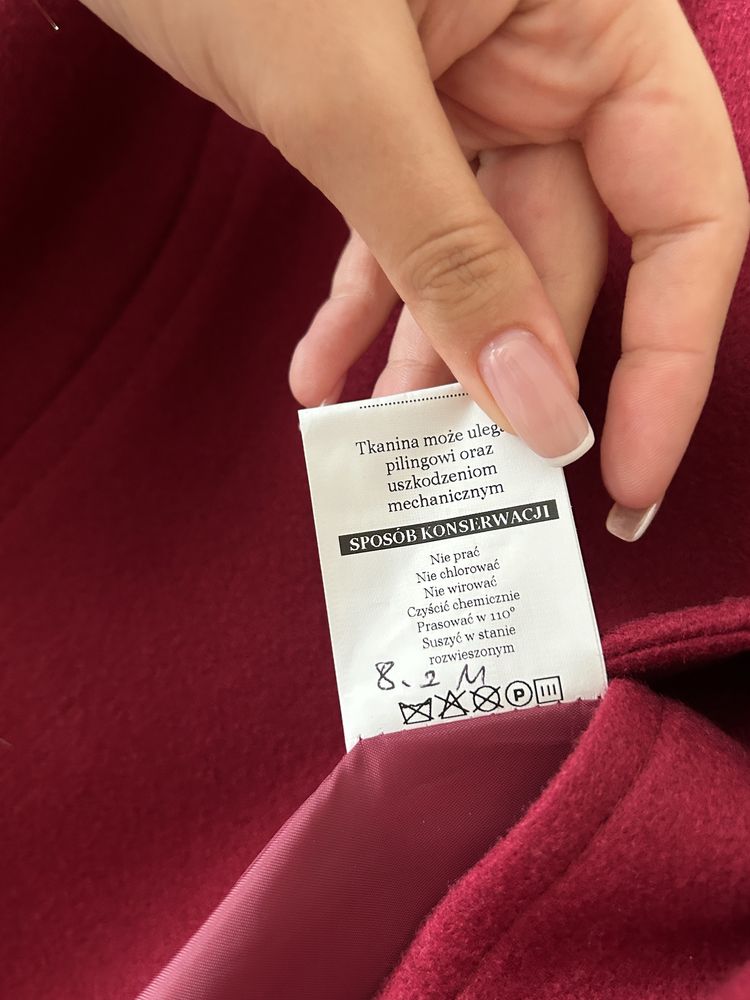 Tkanina może
pilingowi oraz
uszkodzeniom
mechanicznym
SPOSÓB KONSERWACJI
Nie prać
Nie chlorować
Nie wirować
Czyścić chemicznie
Prasować w 110°
Suszyć w stanie
rozwieszonym
8.2 M
P